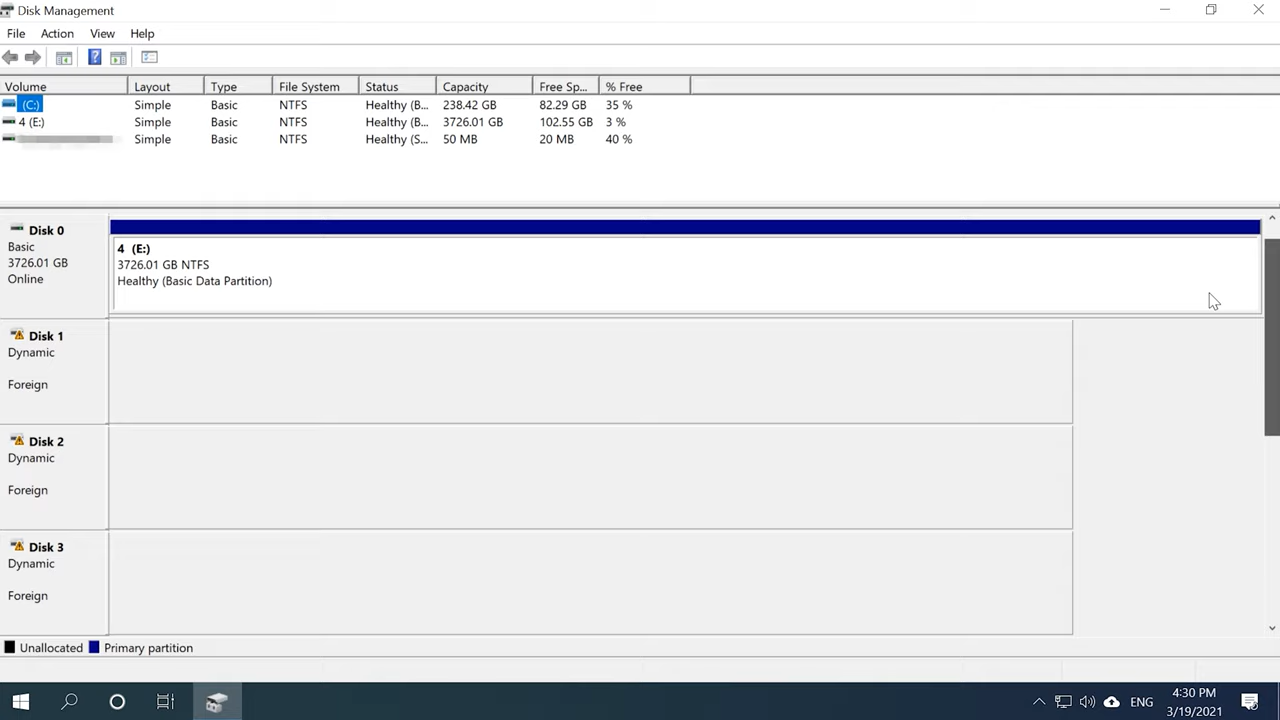 Disk Management
File Action View Help
Volume Layout Type File System Status Capacity Free Sp... % Free
(C:) Simple Basic NTFS Healthy (B... 238.42 GB 82.29 GB 35 %
4 (E:) Simple Basic NTFS Healthy (B... 3726.01 GB 102.55 GB 3 %
Simple Basic NTFS Healthy (S... 50 MB 20 MB 40 %
Disk 0
Basic
3726.01 GB
Online
4 (E:)
3726.01 GB NTFS
Healthy (Basic Data Partition)
Disk 1
Dynamic
Foreign
Disk 2
Dynamic
Foreign
Disk 3
Dynamic
Foreign
Unallocated Primary partition
ENG
4:30 PM
3/19/2021